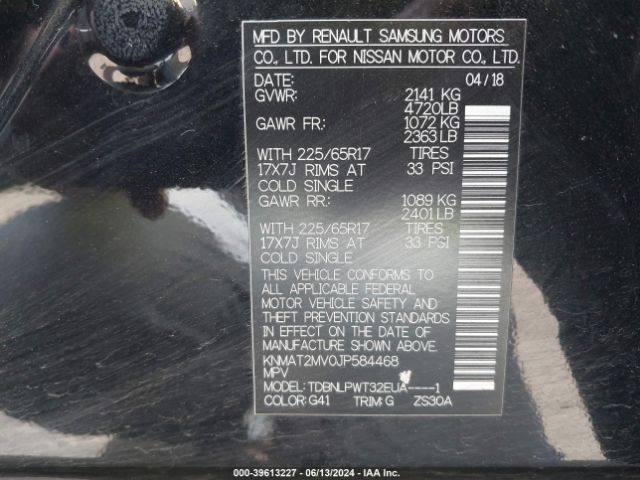 MFD BY RENAULT SAMSUNG MOTORS
CO., LTD. FOR NISSAN MOTOR CO., LTD.
DATE: 04/18
GVWR: 2141 KG
4720LB
GAWR FR: 1072 KG
2363 LB
WITH 225/65R17 TIRES
17X7J RIMS AT 33 PSI
COLD SINGLE
GAWR RR: 1089 KG
2401 LB
WITH 225/65R17 TIRES
17X7J RIMS AT 33 PSI
COLD SINGLE
THIS VEHICLE CONFORMS TO
ALL APPLICABLE FEDERAL
MOTOR VEHICLE SAFETY AND
THEFT PREVENTION STANDARDS
IN EFFECT ON THE DATE OF
MANUFACTURE SHOWN ABOVE.
KNMAT2MV0JP584468
MPV
MODEL: TDBNLPWT32EUA----1
COLOR: G41 TRIM: G ZS30A
000-39613227 - 06/13/2024 - IAA Inc.